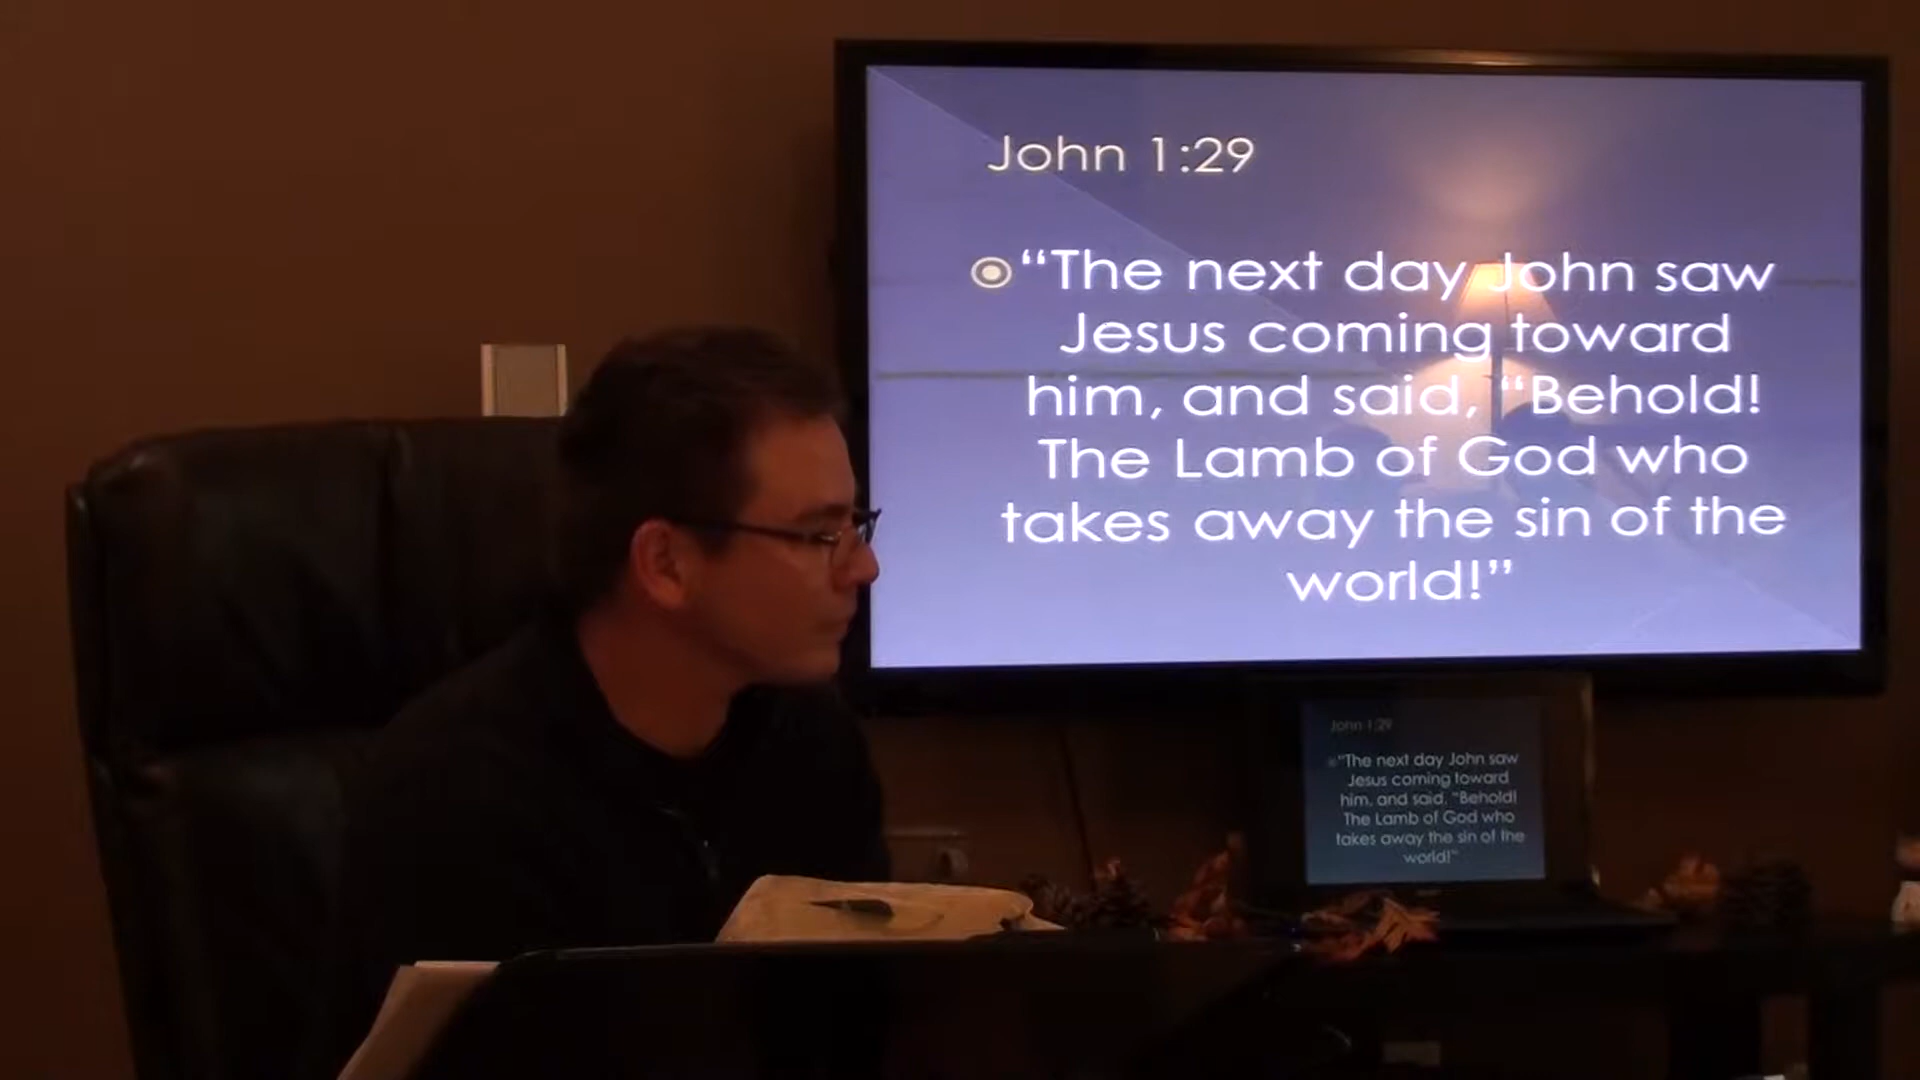 John 1:29
“The next day John saw
Jesus coming toward
him, and said, “Behold!
The Lamb of God who
takes away the sin of the
world!”
John 1:29
“The next day John saw
Jesus coming toward
him, and said, “Behold!
The Lamb of God who
takes away the sin of the
world!”